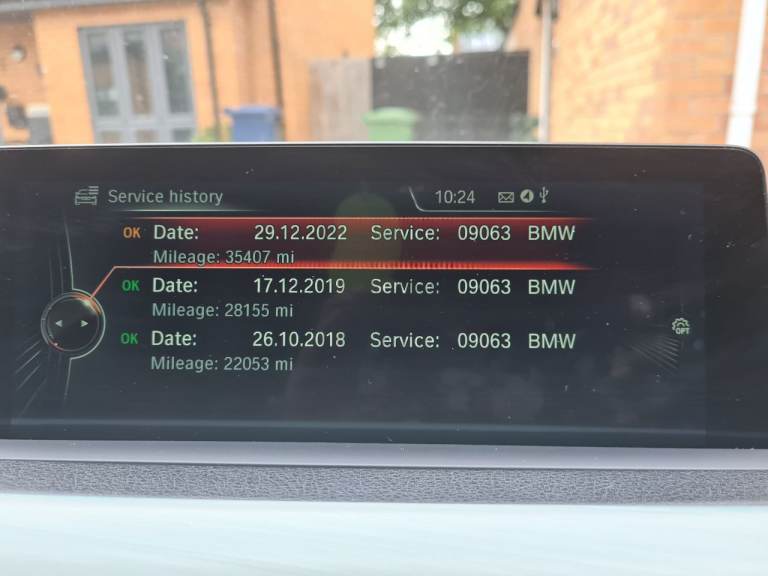 Service history 10:24
OK Date: 29.12.2022 Service: 09063 BMW
Mileage: 35407 mi
OK Date: 17.12.2019 Service: 09063 BMW
Mileage: 28155 mi
OK Date: 26.10.2018 Service: 09063 BMW
Mileage: 22053 mi
OPT